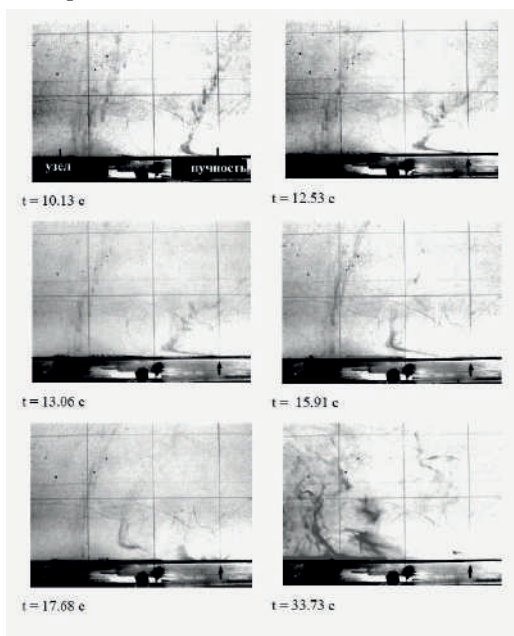 узел
пучность
t = 10.13 с
t = 12.53 с
t = 13.06 с
t = 15.91 с
t = 17.68 с
t = 33.73 с